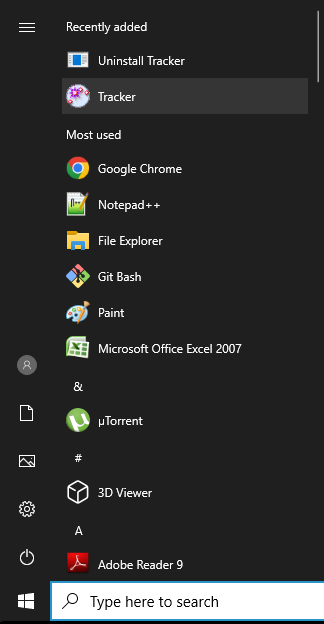 Recently added
Uninstall Tracker
Tracker
Most used
Google Chrome
Notepad++
File Explorer
Git Bash
Paint
Microsoft Office Excel 2007
&
µTorrent
#
3D Viewer
A
Adobe Reader 9
Type here to search